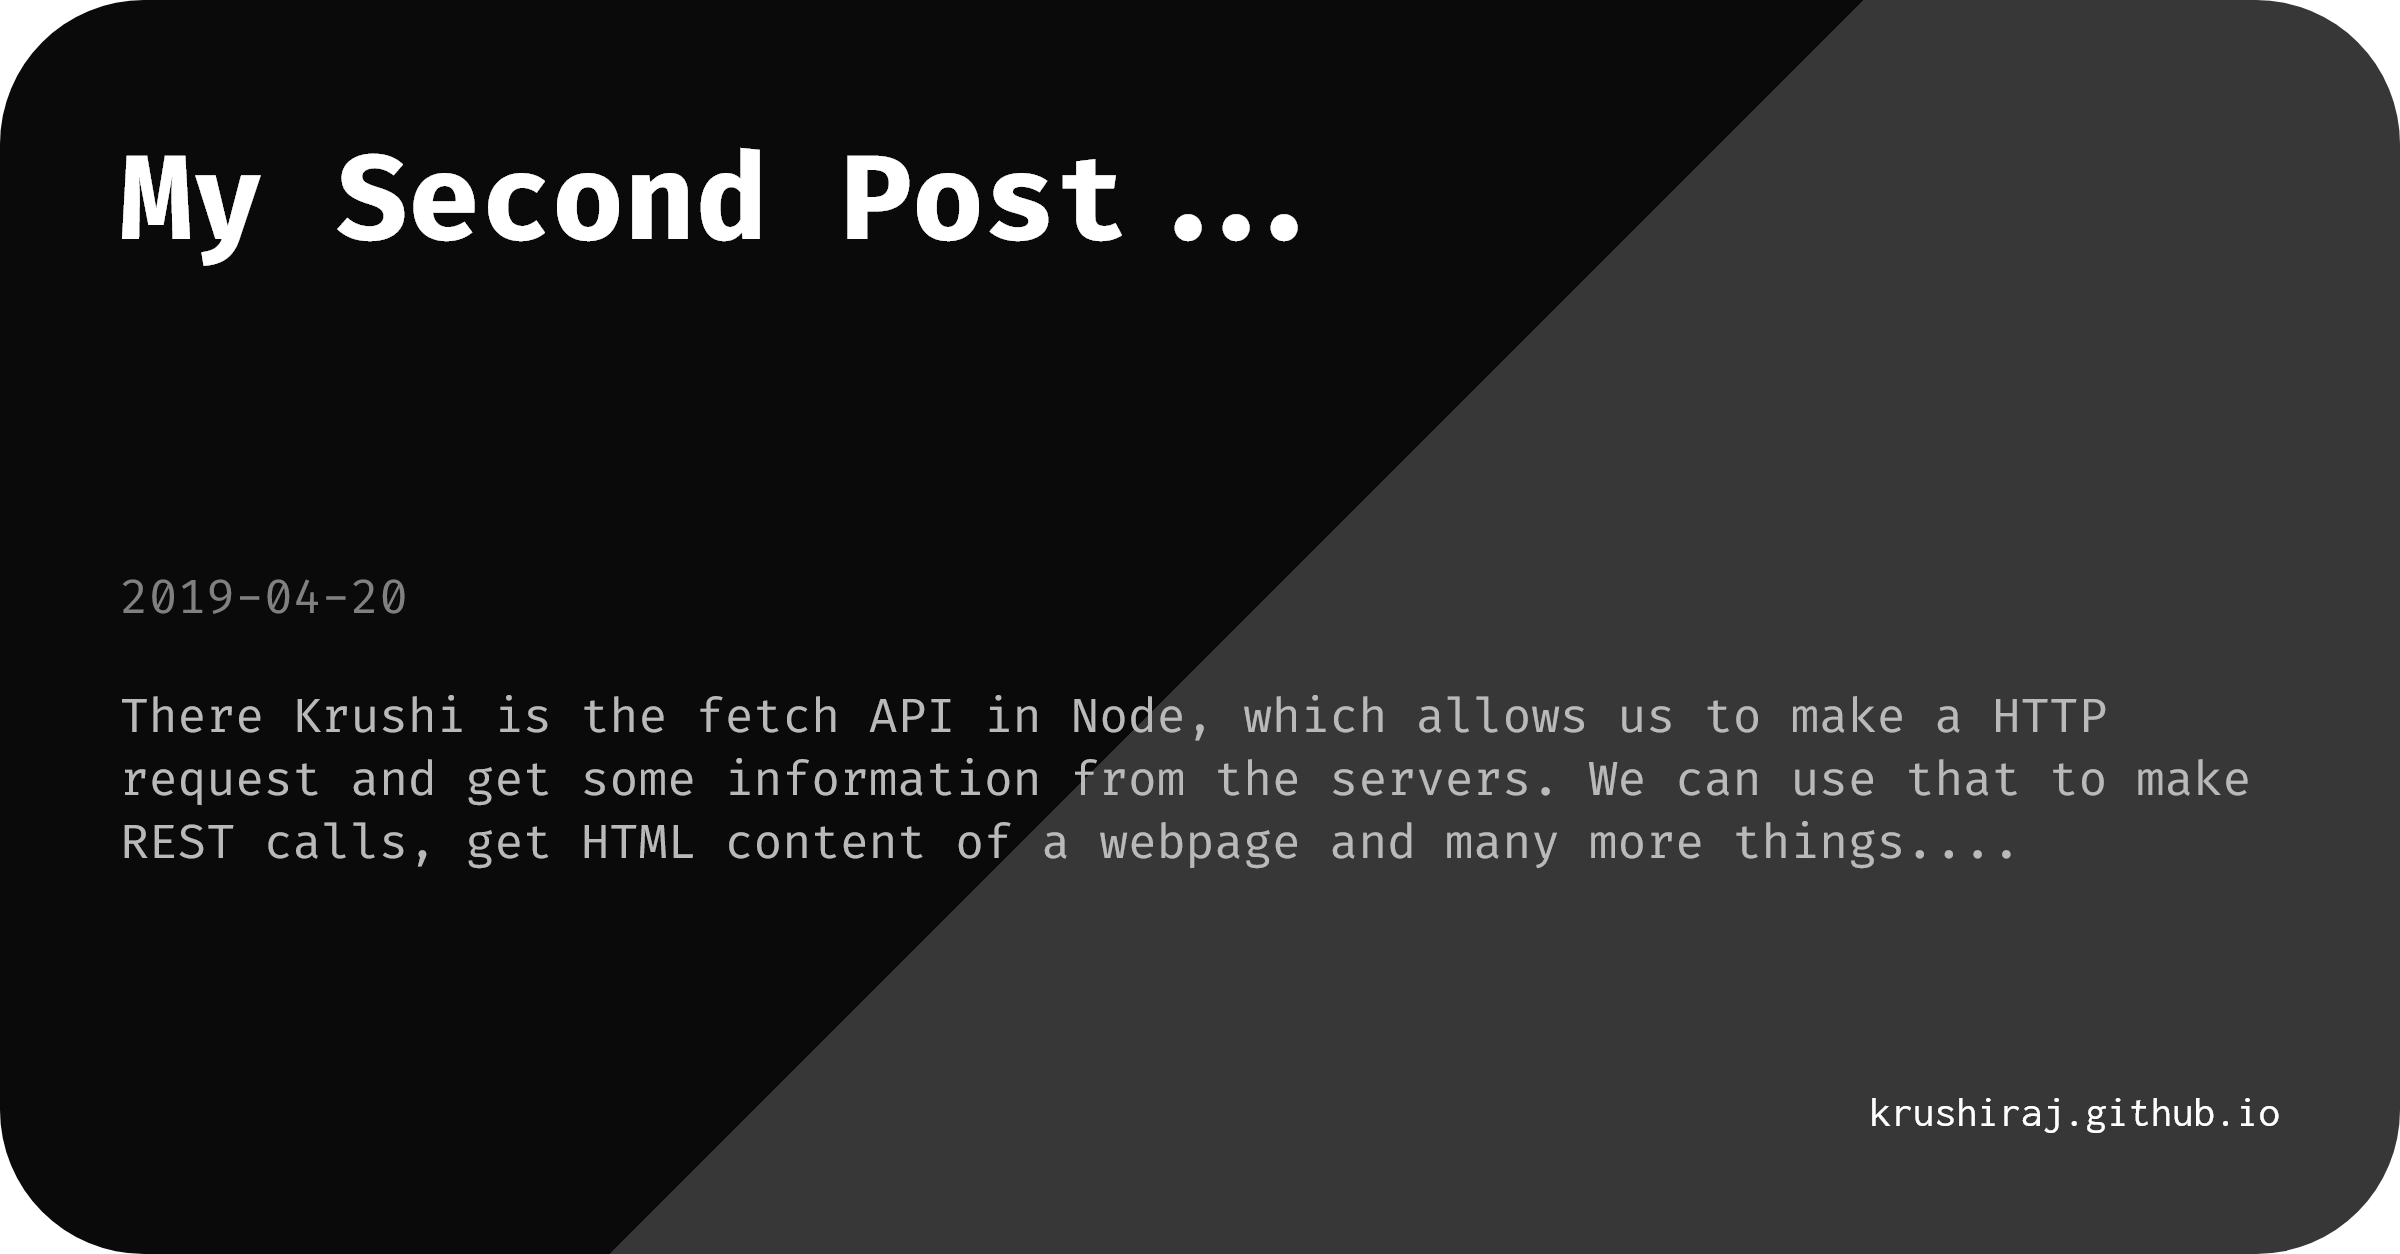 My Second Post...
2019-04-20
There Krushi is the fetch API in Node, which allows us to make a HTTP
request and get some information from the servers. We can use that to make
REST calls, get HTML content of a webpage and many more things....
krushiraj.github.io